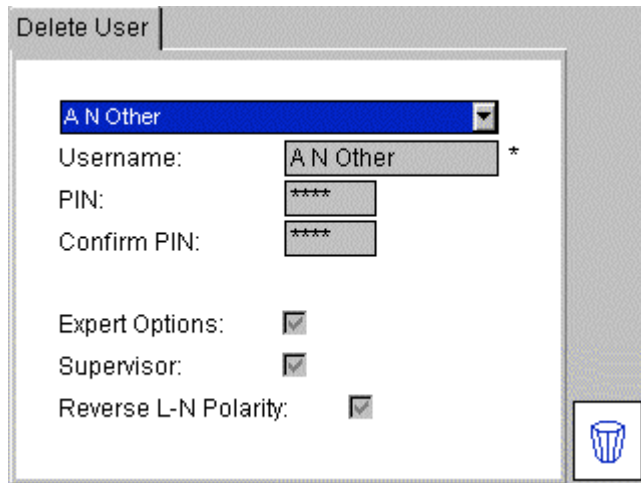 Delete User
A N Other
Username: A N Other *
PIN: ****
Confirm PIN: ****
Expert Options:
Supervisor:
Reverse L-N Polarity: